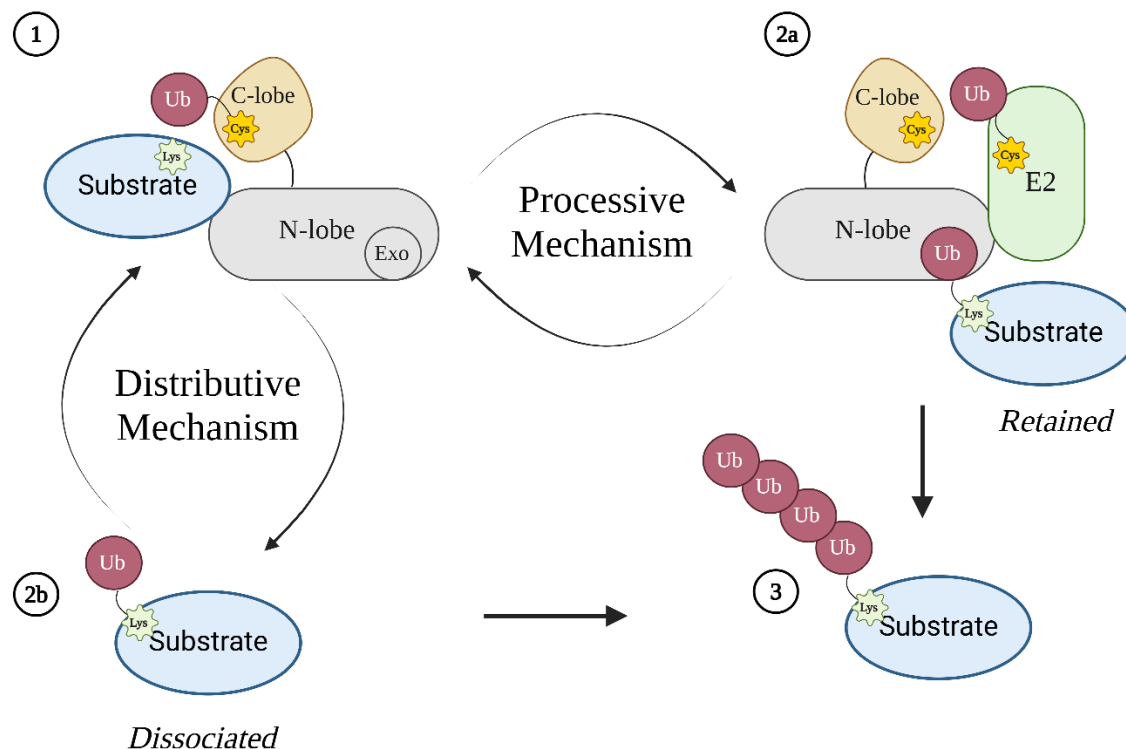 1
Ub
C-lobe
Cys
Lys
Substrate
N-lobe
Exo
Processive
Mechanism
2a
C-lobe
Cys
Ub
Cys
E2
N-lobe
Ub
Lys
Substrate
Retained
Distributive
Mechanism
2b
Ub
Lys
Substrate
Dissociated
3
Ub
Ub
Ub
Ub
Lys
Substrate